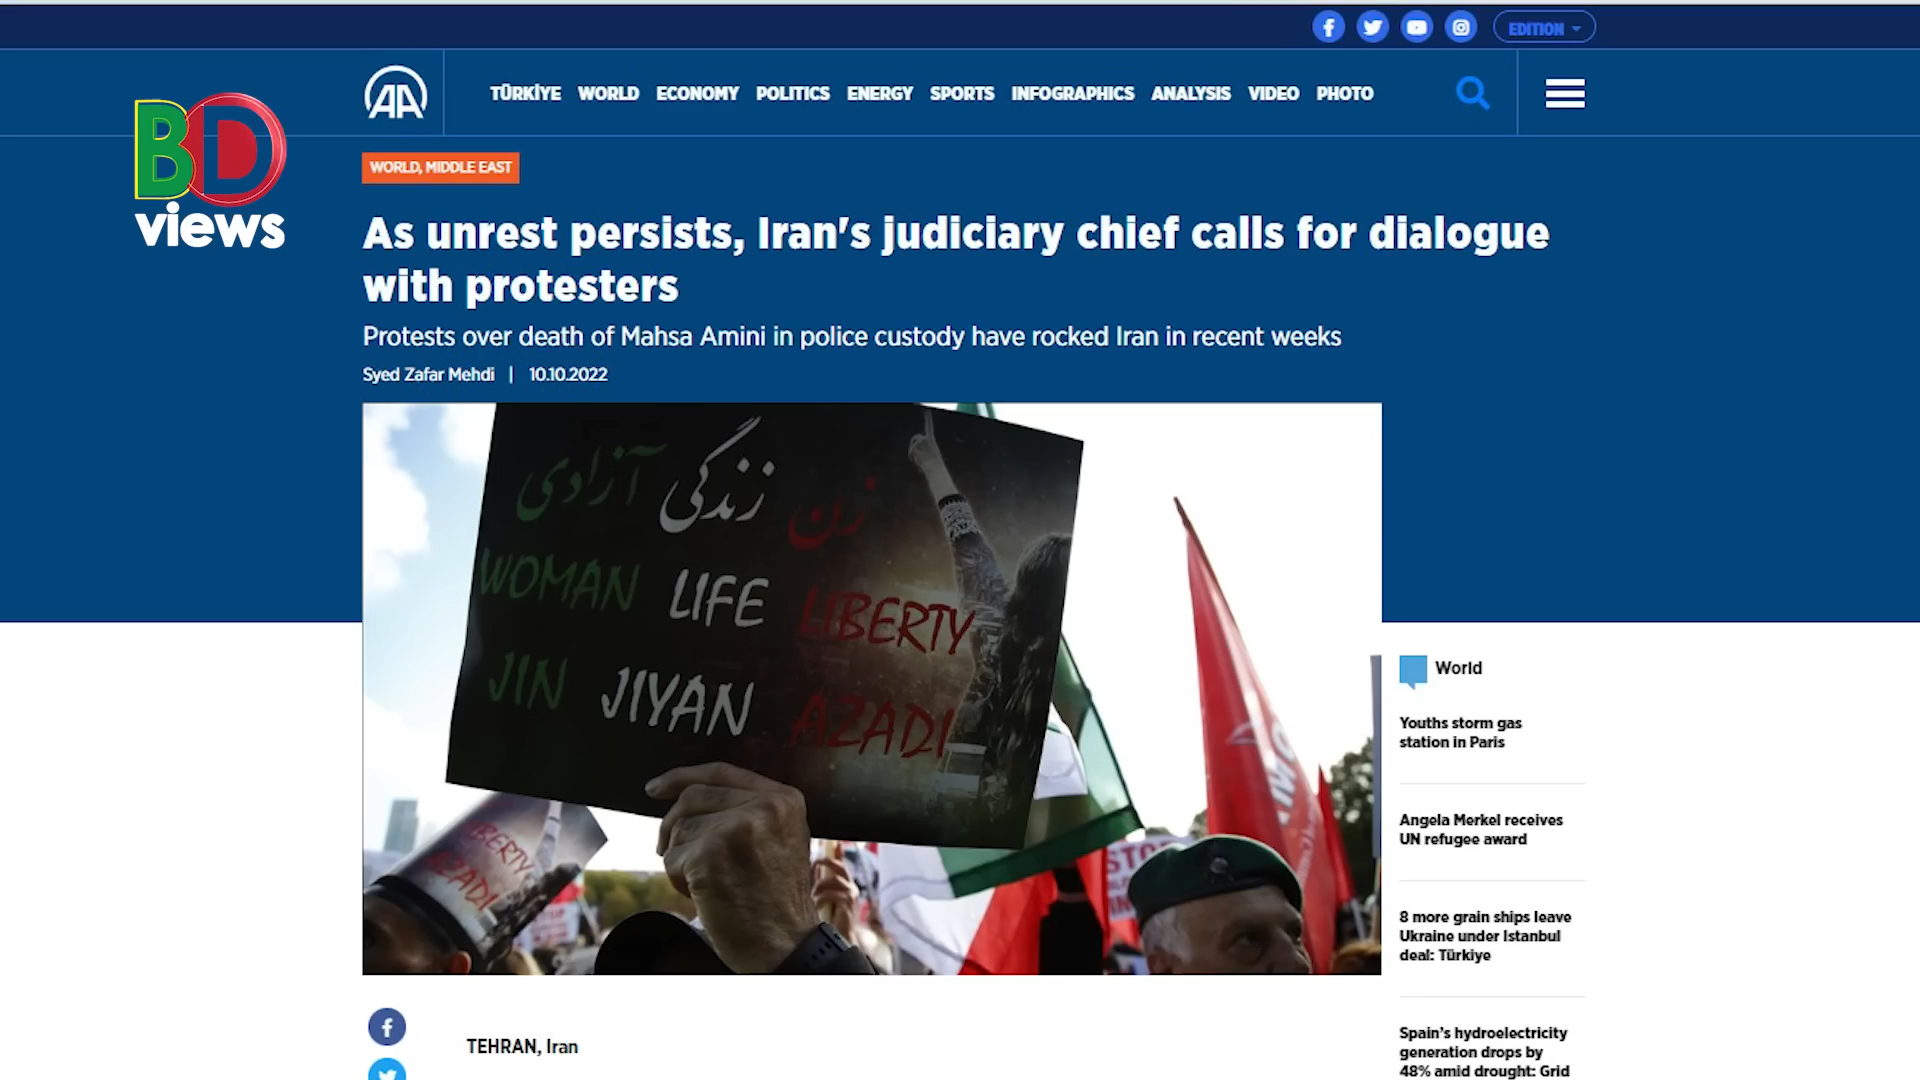 EDITION
AA
TÜRKİYE WORLD ECONOMY POLITICS ENERGY SPORTS INFOGRAPHICS ANALYSIS VIDEO PHOTO
BD
views
WORLD, MIDDLE EAST
As unrest persists, Iran's judiciary chief calls for dialogue
with protesters
Protests over death of Mahsa Amini in police custody have rocked Iran in recent weeks
Syed Zafar Mehdi | 10.10.2022
زن زندگی آزادی
WOMAN LIFE LIBERTY
JIN JIYAN AZADI
LIBERTY
AZADI
STOP
World
Youths storm gas
station in Paris
Angela Merkel receives
UN refugee award
8 more grain ships leave
Ukraine under Istanbul
deal: Türkiye
Spain's hydroelectricity
generation drops by
48% amid drought: Grid
TEHRAN, Iran